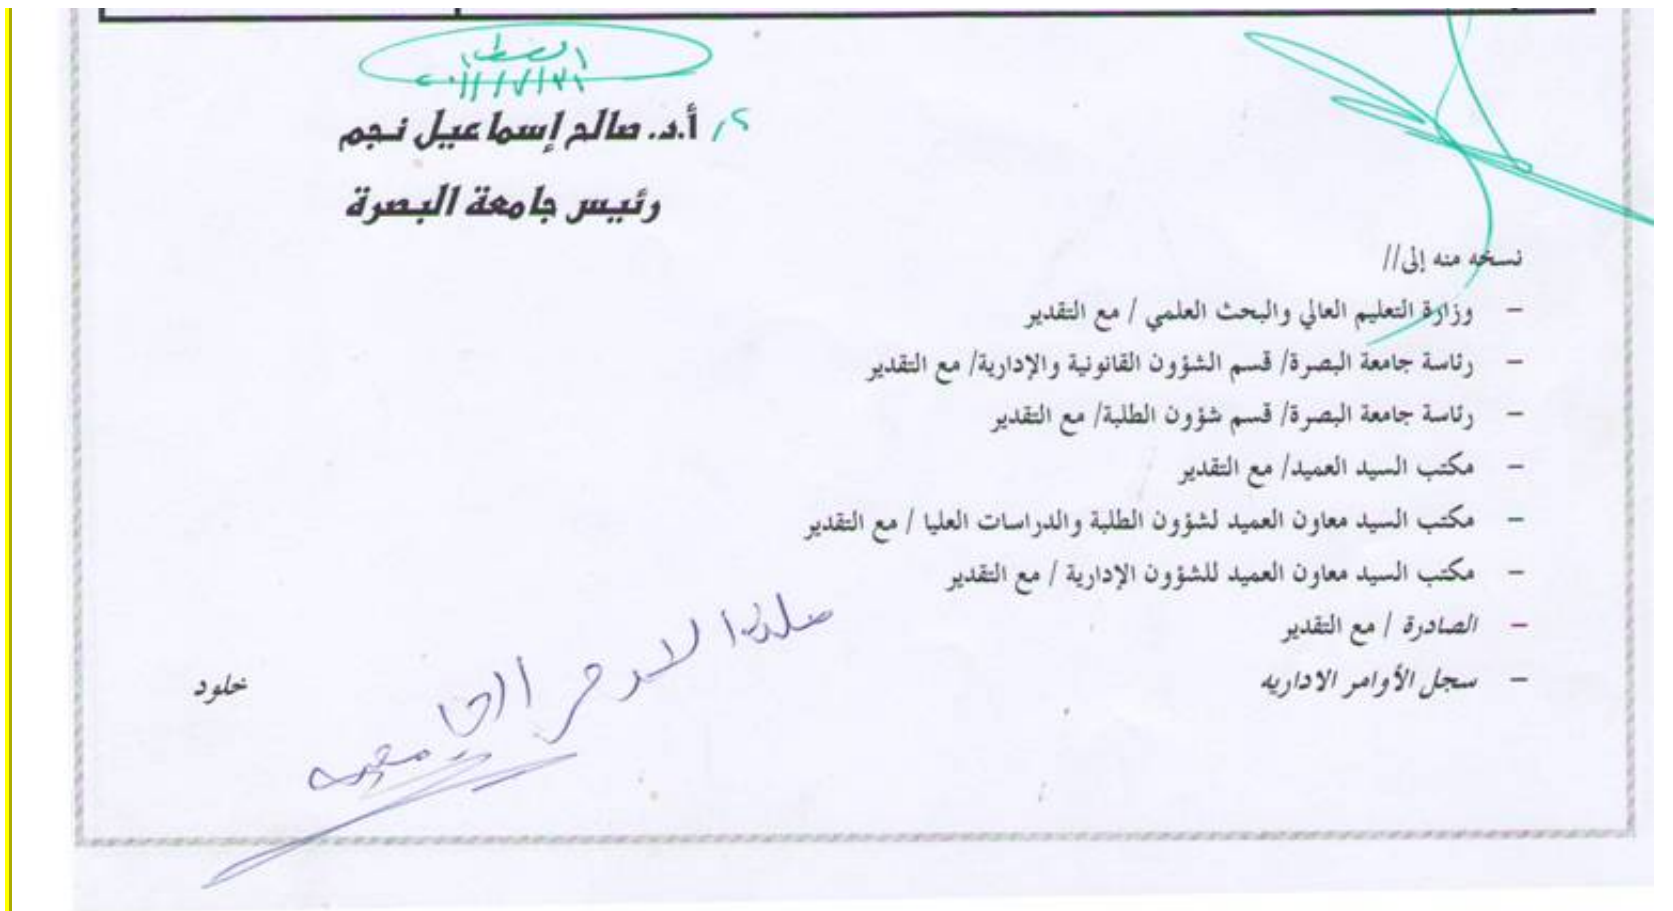 أ.د. صالح إسماعيل نجم
رئيس جامعة البصرة
نسخه منه إلى//
– وزارة التعليم العالي والبحث العلمي / مع التقدير
– رئاسة جامعة البصرة/ قسم الشؤون القانونية والإدارية/ مع التقدير
– رئاسة جامعة البصرة/ قسم شؤون الطلبة/ مع التقدير
– مكتب السيد العميد/ مع التقدير
– مكتب السيد معاون العميد لشؤون الطلبة والدراسات العليا / مع التقدير
– مكتب السيد معاون العميد للشؤون الإدارية / مع التقدير
– الصادرة / مع التقدير
– سجل الأوامر الاداريه
خلود